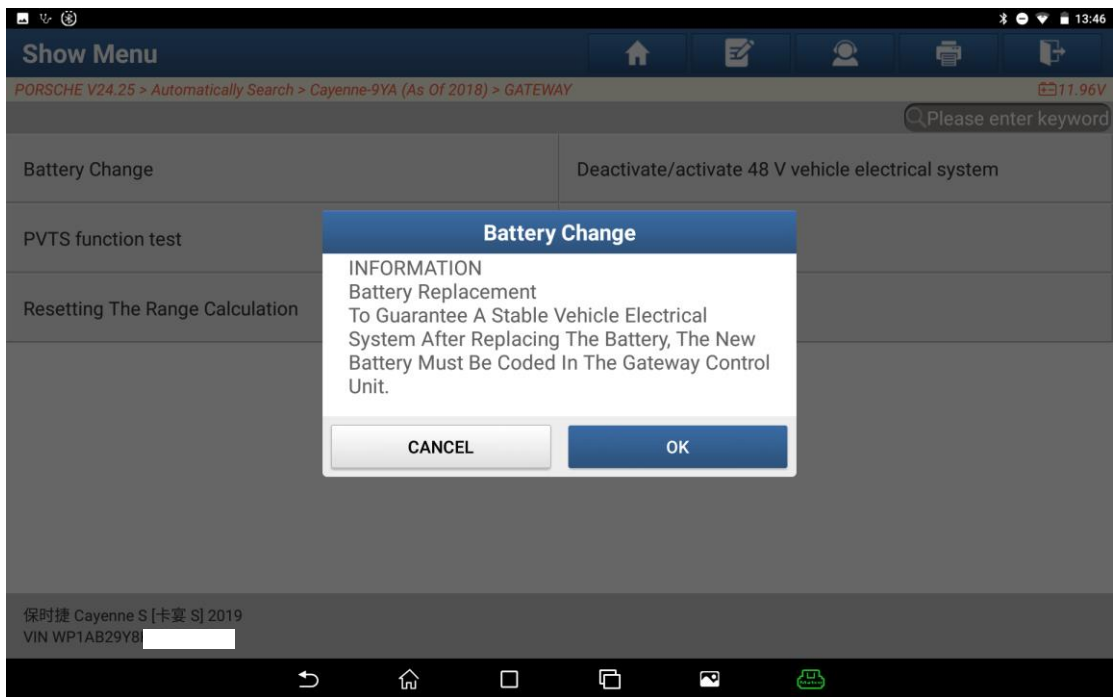 13:46
Show Menu
PORSCHE V24.25 > Automatically Search > Cayenne-9YA (As Of 2018) > GATEWAY
11.96V
Please enter keyword
Battery Change
Deactivate/activate 48 V vehicle electrical system
PVTS function test
Resetting The Range Calculation
Battery Change
INFORMATION
Battery Replacement
To Guarantee A Stable Vehicle Electrical
System After Replacing The Battery, The New
Battery Must Be Coded In The Gateway Control
Unit.
CANCEL
OK
保时捷 Cayenne S [卡宴 S] 2019
VIN WP1AB29Y8